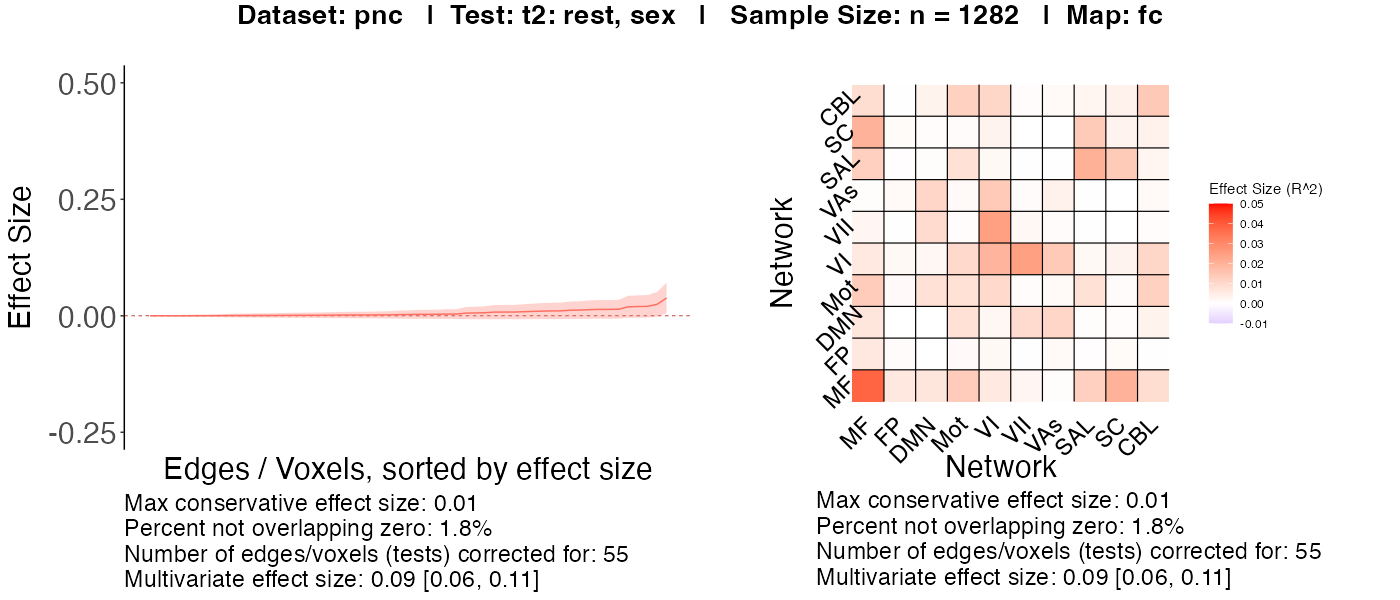 Dataset: pnc | Test: t2: rest, sex | Sample Size: n = 1282 | Map: fc
0.50
0.25
0.00
-0.25
Effect Size
Edges / Voxels, sorted by effect size
Max conservative effect size: 0.01
Percent not overlapping zero: 1.8%
Number of edges/voxels (tests) corrected for: 55
Multivariate effect size: 0.09 [0.06, 0.11]
Network
CBL
SC
SAL
VAs
VII
VI
Mot
DMN
FP
MF
MF FP DMN Mot VI VII VAs SAL SC CBL
Network
Effect Size (R^2)
0.05
0.04
0.03
0.02
0.01
0.00
-0.01
Max conservative effect size: 0.01
Percent not overlapping zero: 1.8%
Number of edges/voxels (tests) corrected for: 55
Multivariate effect size: 0.09 [0.06, 0.11]